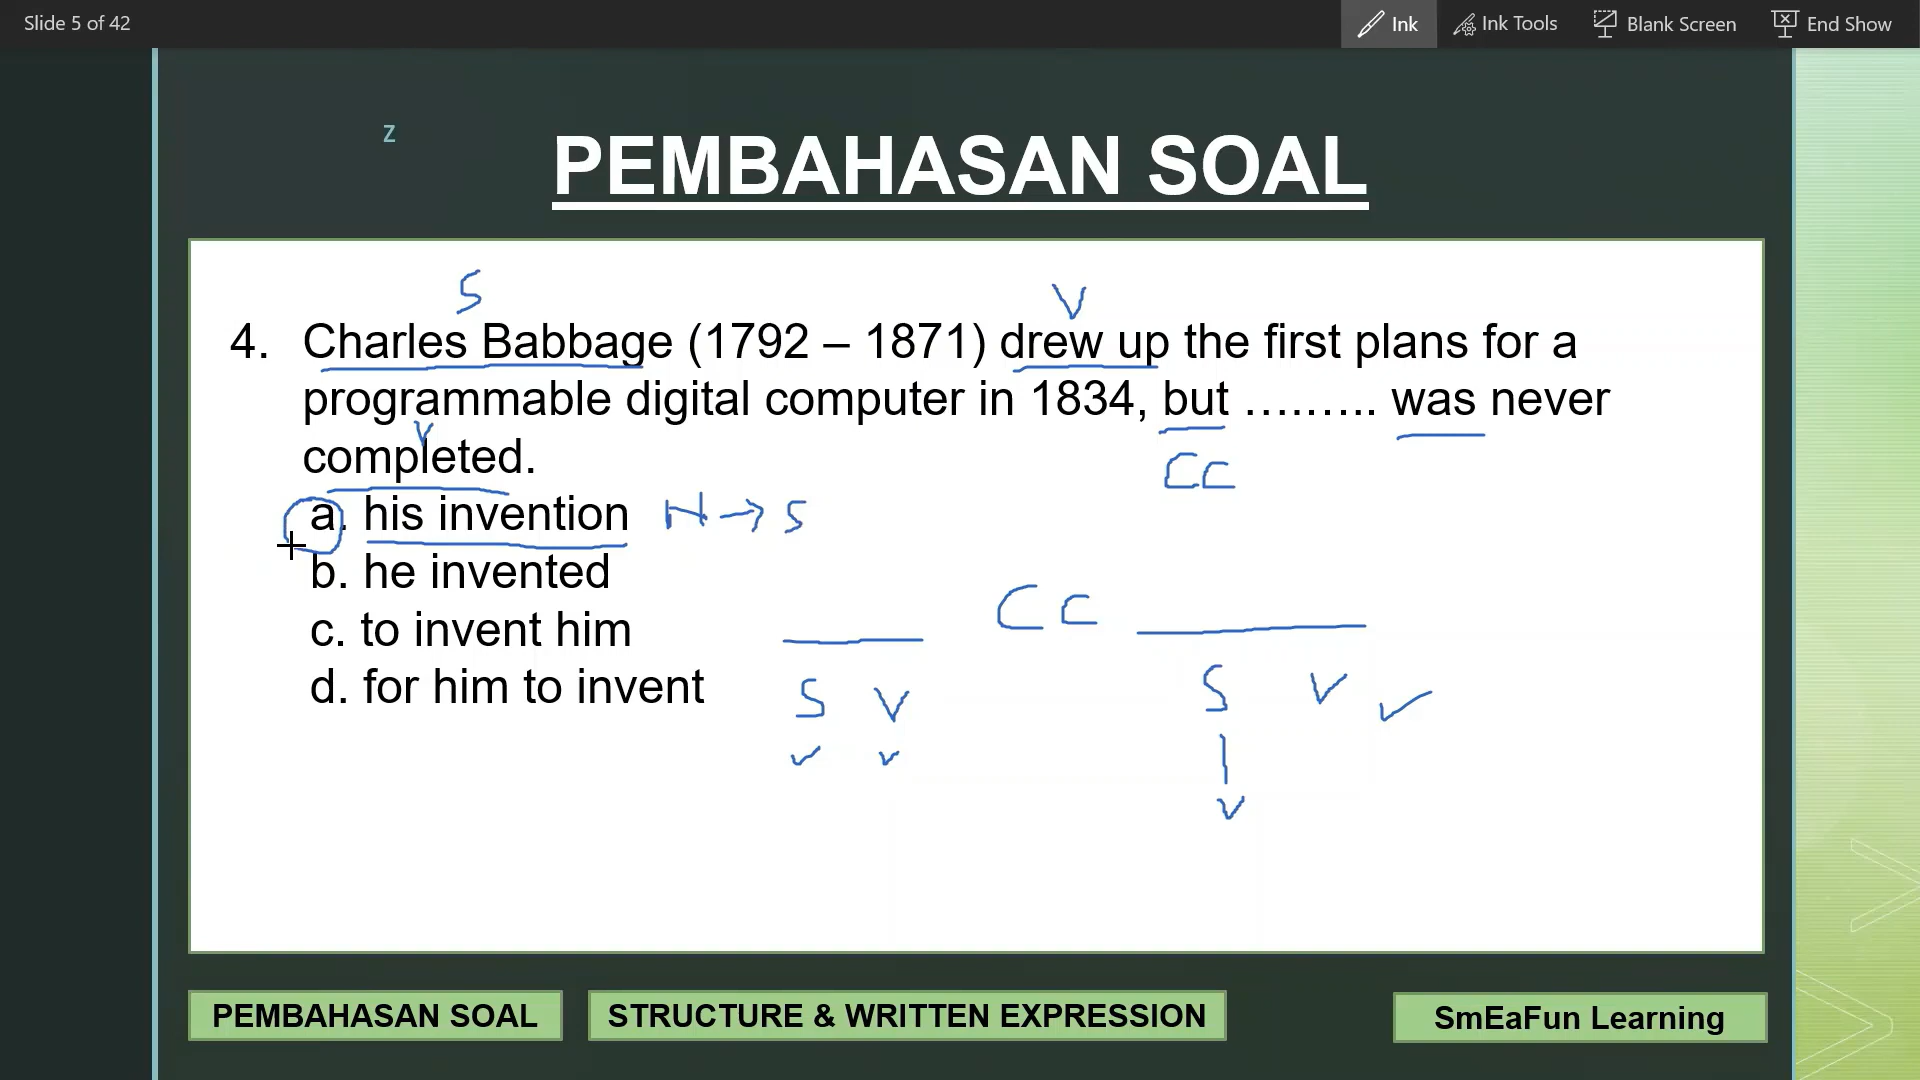 Slide 5 of 42
Ink
Ink Tools
Blank Screen
End Show
z
PEMBAHASAN SOAL
S
V
4. Charles Babbage (1792 – 1871) drew up the first plans for a
programmable digital computer in 1834, but ……….. was never
V
completed.
CC
a. his invention N → S
b. he invented
CC
c. to invent him
d. for him to invent
S V
S V
PEMBAHASAN SOAL
STRUCTURE & WRITTEN EXPRESSION
SmEaFun Learning